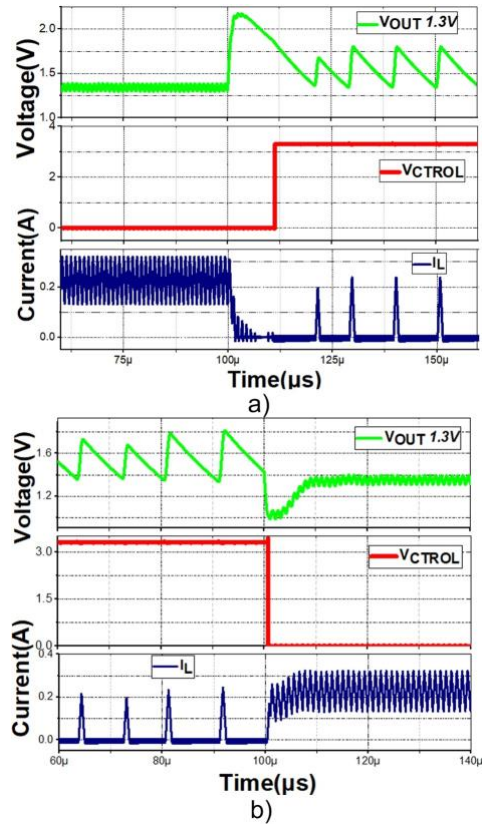 Voltage(V)
Current(A)
2.0
1.5
1.0
VOUT 1.3V
4
2
0
VCTROL
0.2
0.0
IL
75µ
100µ
125µ
150µ
Time(µs)
a)
Voltage(V)
Current(A)
1.6
1.2
VOUT 1.3V
3.0
1.5
0.0
VCTROL
0.4
0.2
0.0
IL
60µ
80µ
100µ
120µ
140µ
Time(µs)
b)